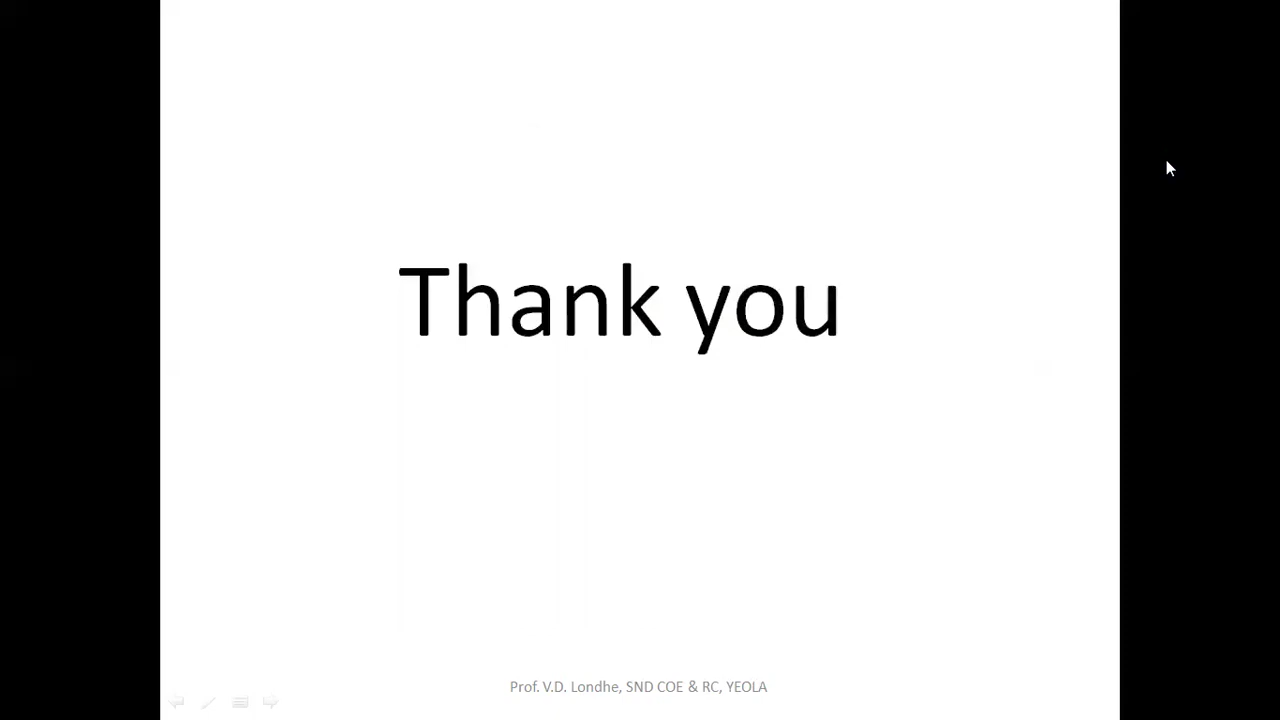 Thank you
Prof. V.D. Londhe, SND COE & RC, YEOLA